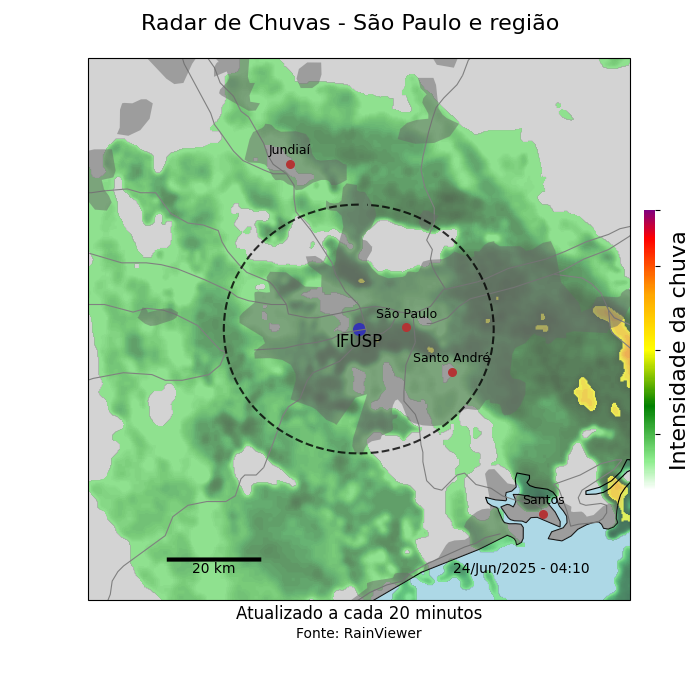 Radar de Chuvas - São Paulo e região
Jundiaí
São Paulo
IFUSP
Santo André
Santos
20 km
24/Jun/2025 - 04:10
Intensidade da chuva
Atualizado a cada 20 minutos
Fonte: RainViewer